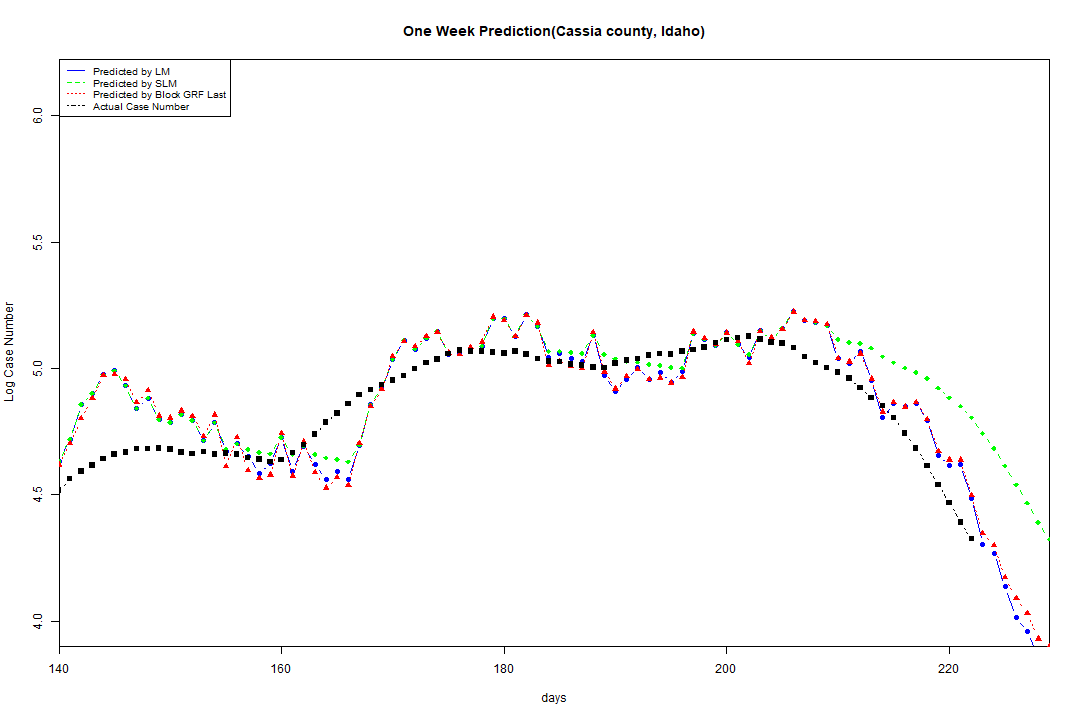 One Week Prediction(Cassia county, Idaho)
Predicted by LM
Predicted by SLM
Predicted by Block GRF Last
Actual Case Number
6.0
5.5
5.0
4.5
4.0
Log Case Number
140 160 180 200 220
days